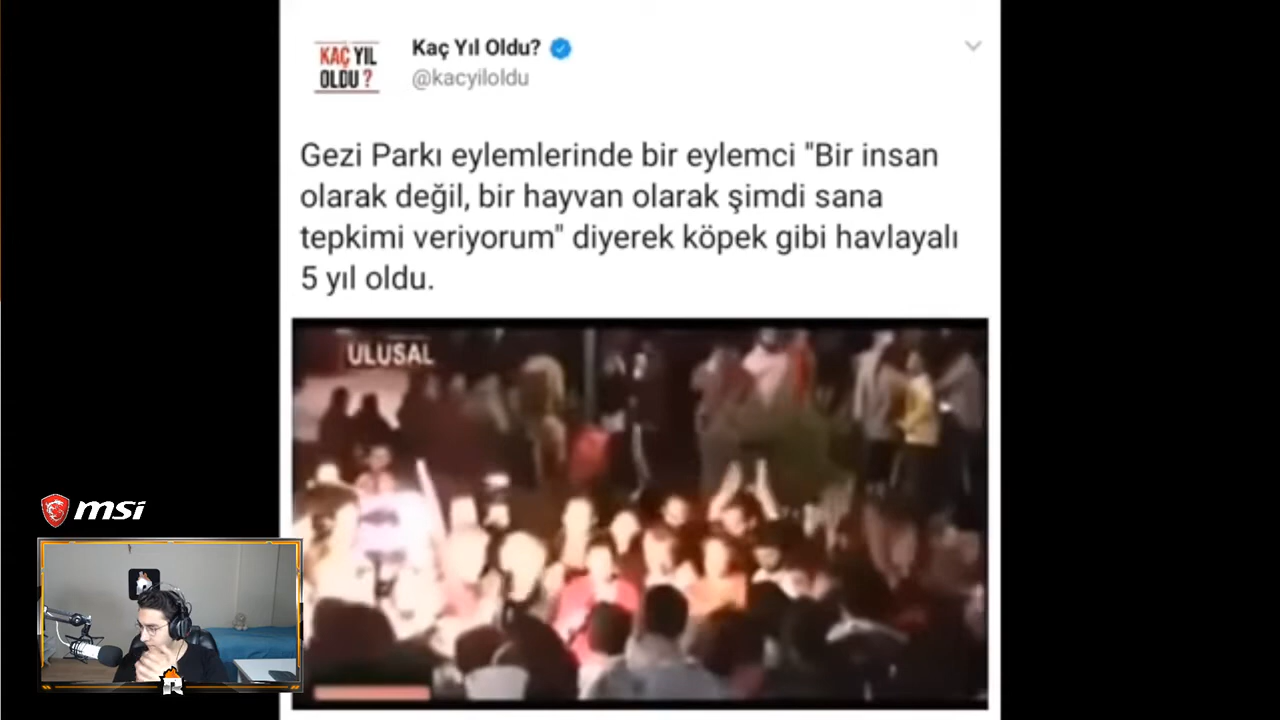 KAÇ YIL
OLDU ?
Kaç Yıl Oldu?
@kacyiloldu
Gezi Parkı eylemlerinde bir eylemci "Bir insan
olarak değil, bir hayvan olarak şimdi sana
tepkimi veriyorum" diyerek köpek gibi havlayalı
5 yıl oldu.
ULUSAL
msi